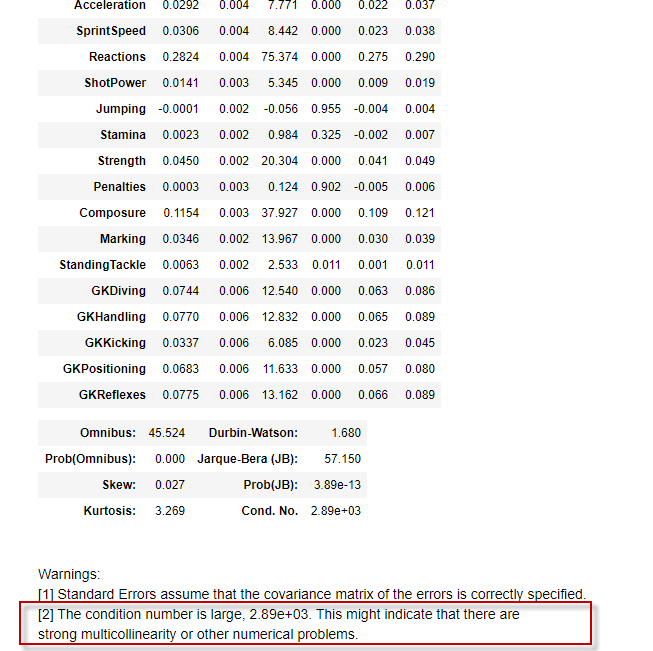 Acceleration 0.0292 0.004 7.771 0.000 0.022 0.037
SprintSpeed 0.0306 0.004 8.442 0.000 0.023 0.038
Reactions 0.2824 0.004 75.374 0.000 0.275 0.290
ShotPower 0.0141 0.003 5.345 0.000 0.009 0.019
Jumping -0.0001 0.002 -0.056 0.955 -0.004 0.004
Stamina 0.0023 0.002 0.984 0.325 -0.002 0.007
Strength 0.0450 0.002 20.304 0.000 0.041 0.049
Penalties 0.0003 0.003 0.124 0.902 -0.005 0.006
Composure 0.1154 0.003 37.927 0.000 0.109 0.121
Marking 0.0346 0.002 13.967 0.000 0.030 0.039
StandingTackle 0.0063 0.002 2.533 0.011 0.001 0.011
GKDiving 0.0744 0.006 12.540 0.000 0.063 0.086
GKHandling 0.0770 0.006 12.832 0.000 0.065 0.089
GKKicking 0.0337 0.006 6.085 0.000 0.023 0.045
GKPositioning 0.0683 0.006 11.633 0.000 0.057 0.080
GKReflexes 0.0775 0.006 13.162 0.000 0.066 0.089
Omnibus: 45.524 Durbin-Watson: 1.680
Prob(Omnibus): 0.000 Jarque-Bera (JB): 57.150
Skew: 0.027 Prob(JB): 3.89e-13
Kurtosis: 3.269 Cond. No. 2.89e+03
Warnings:
[1] Standard Errors assume that the covariance matrix of the errors is correctly specified.
[2] The condition number is large, 2.89e+03. This might indicate that there are
strong multicollinearity or other numerical problems.